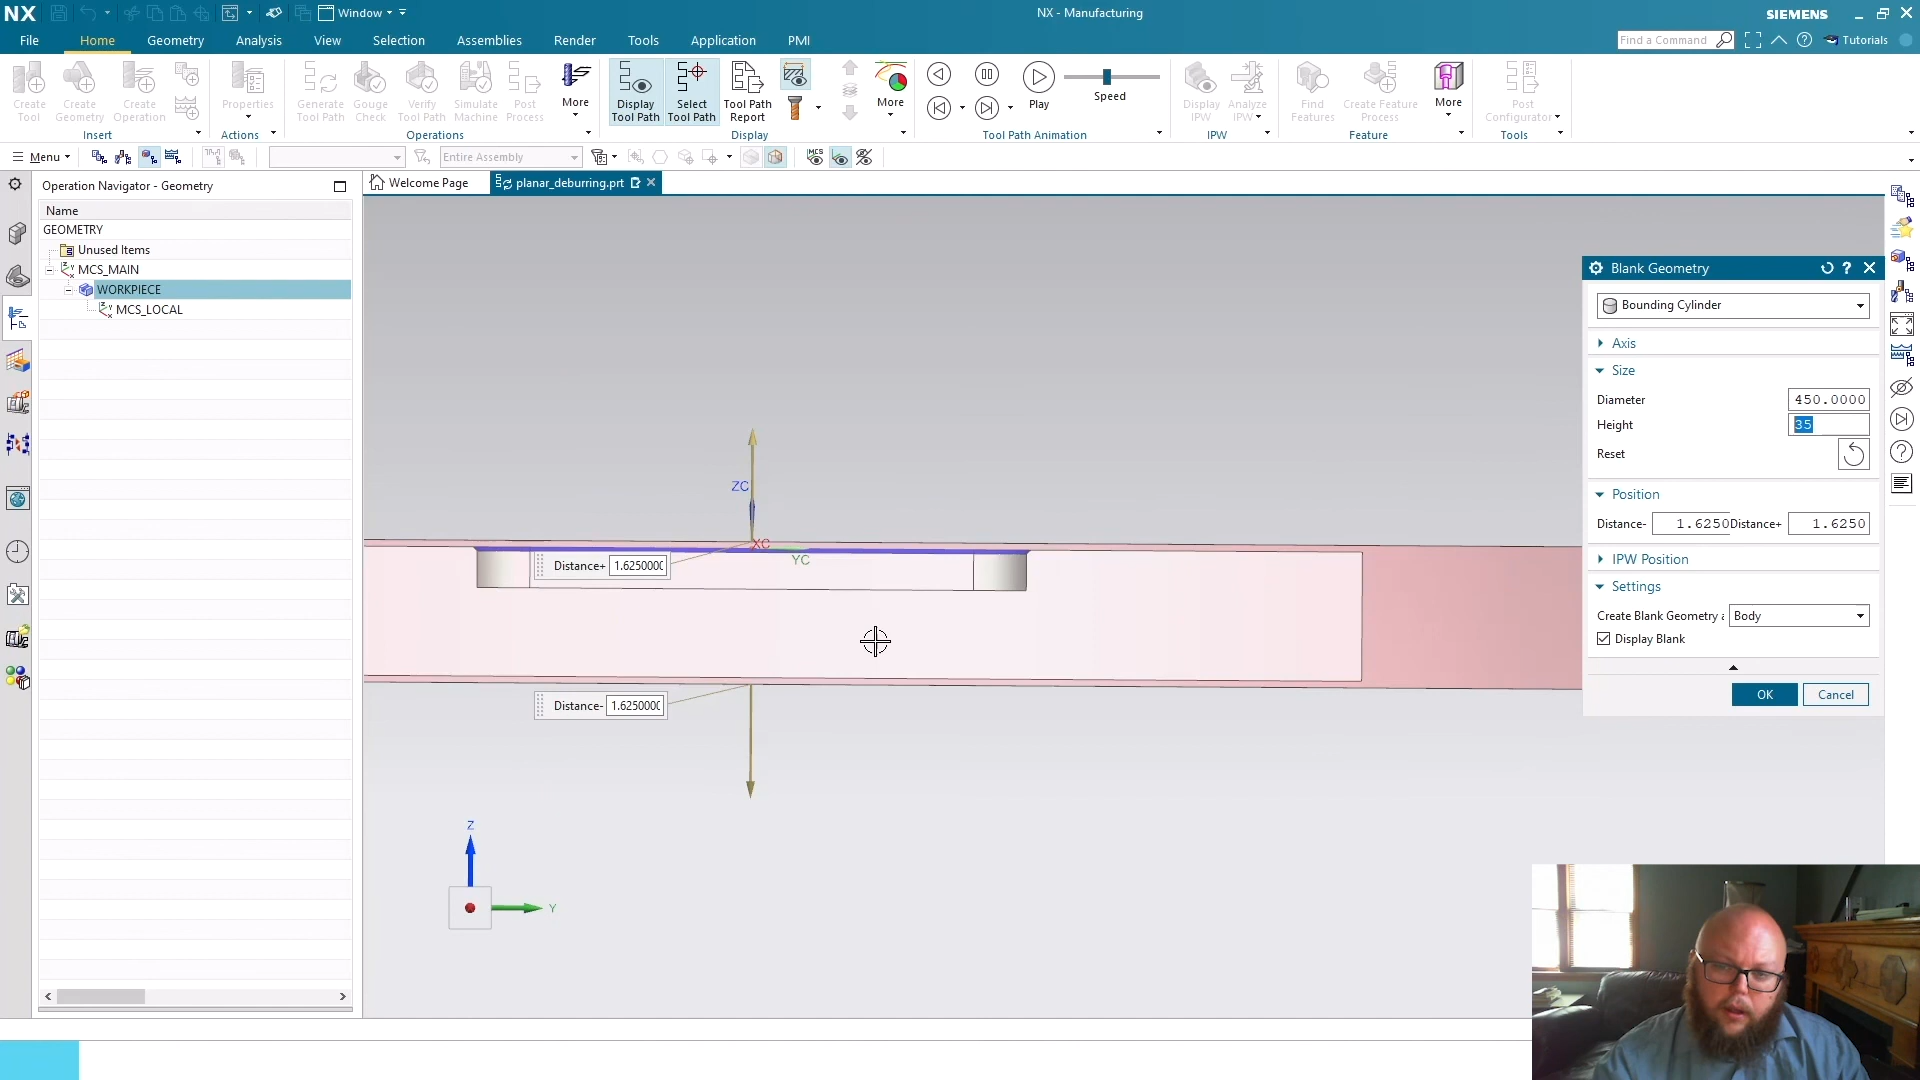 NX
Window
NX - Manufacturing
SIEMENS
File
Home
Geometry
Analysis
View
Selection
Assemblies
Render
Tools
Application
PMI
Find a Command
Tutorials
Create Tool
Create Geometry
Create Operation
Properties
Generate Tool Path
Gouge Check
Verify Tool Path
Simulate Machine
Post Process
More
Display Tool Path
Select Tool Path
Tool Path Report
More
Play
Speed
Display IPW
Analyze IPW
Find Features
Create Feature Process
More
Post Configurator
Insert
Actions
Operations
Display
Tool Path Animation
IPW
Feature
Tools
Menu
Entire Assembly
MCS
Operation Navigator - Geometry
Welcome Page
planar_deburring.prt
Name
GEOMETRY
Unused Items
MCS_MAIN
WORKPIECE
MCS_LOCAL
Blank Geometry
Bounding Cylinder
Axis
Size
Diameter 450.0000
Height 35
Reset
Position
Distance- 1.6250 Distance+ 1.6250
IPW Position
Settings
Create Blank Geometry a Body
Display Blank
OK
Cancel
ZC
XC
YC
Distance+ 1.625000
Distance- 1.625000
Z
Y